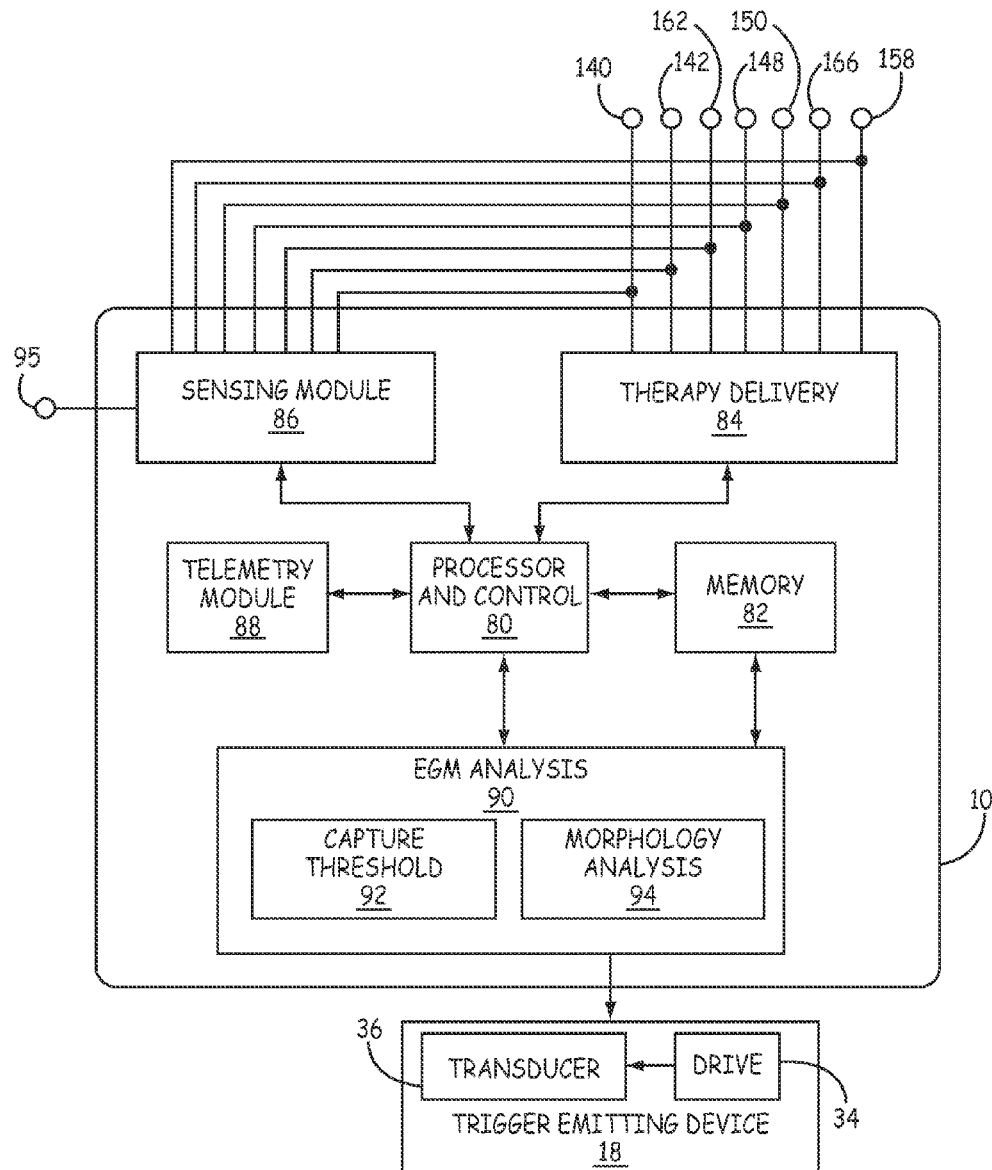 162
150
140
142
148
166
158
95
SENSING MODULE
86
THERAPY DELIVERY
84
TELEMETRY
MODULE
88
PROCESSOR
AND CONTROL
80
MEMORY
82
EGM ANALYSIS
90
CAPTURE
THRESHOLD
92
MORPHOLOGY
ANALYSIS
94
10
36
TRANSDUCER
DRIVE
34
TRIGGER EMITTING DEVICE
18